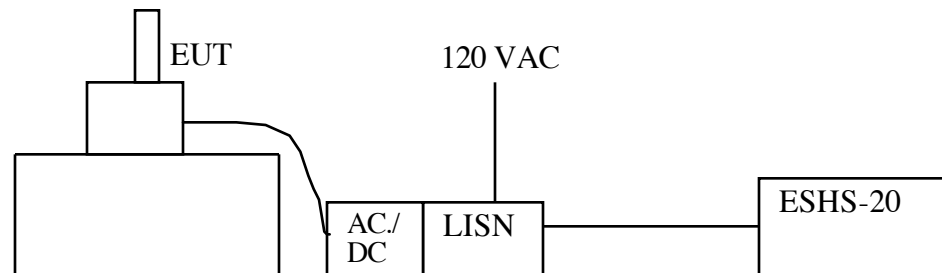 EUT
120 VAC
AC./
DC
LISN
ESHS-20